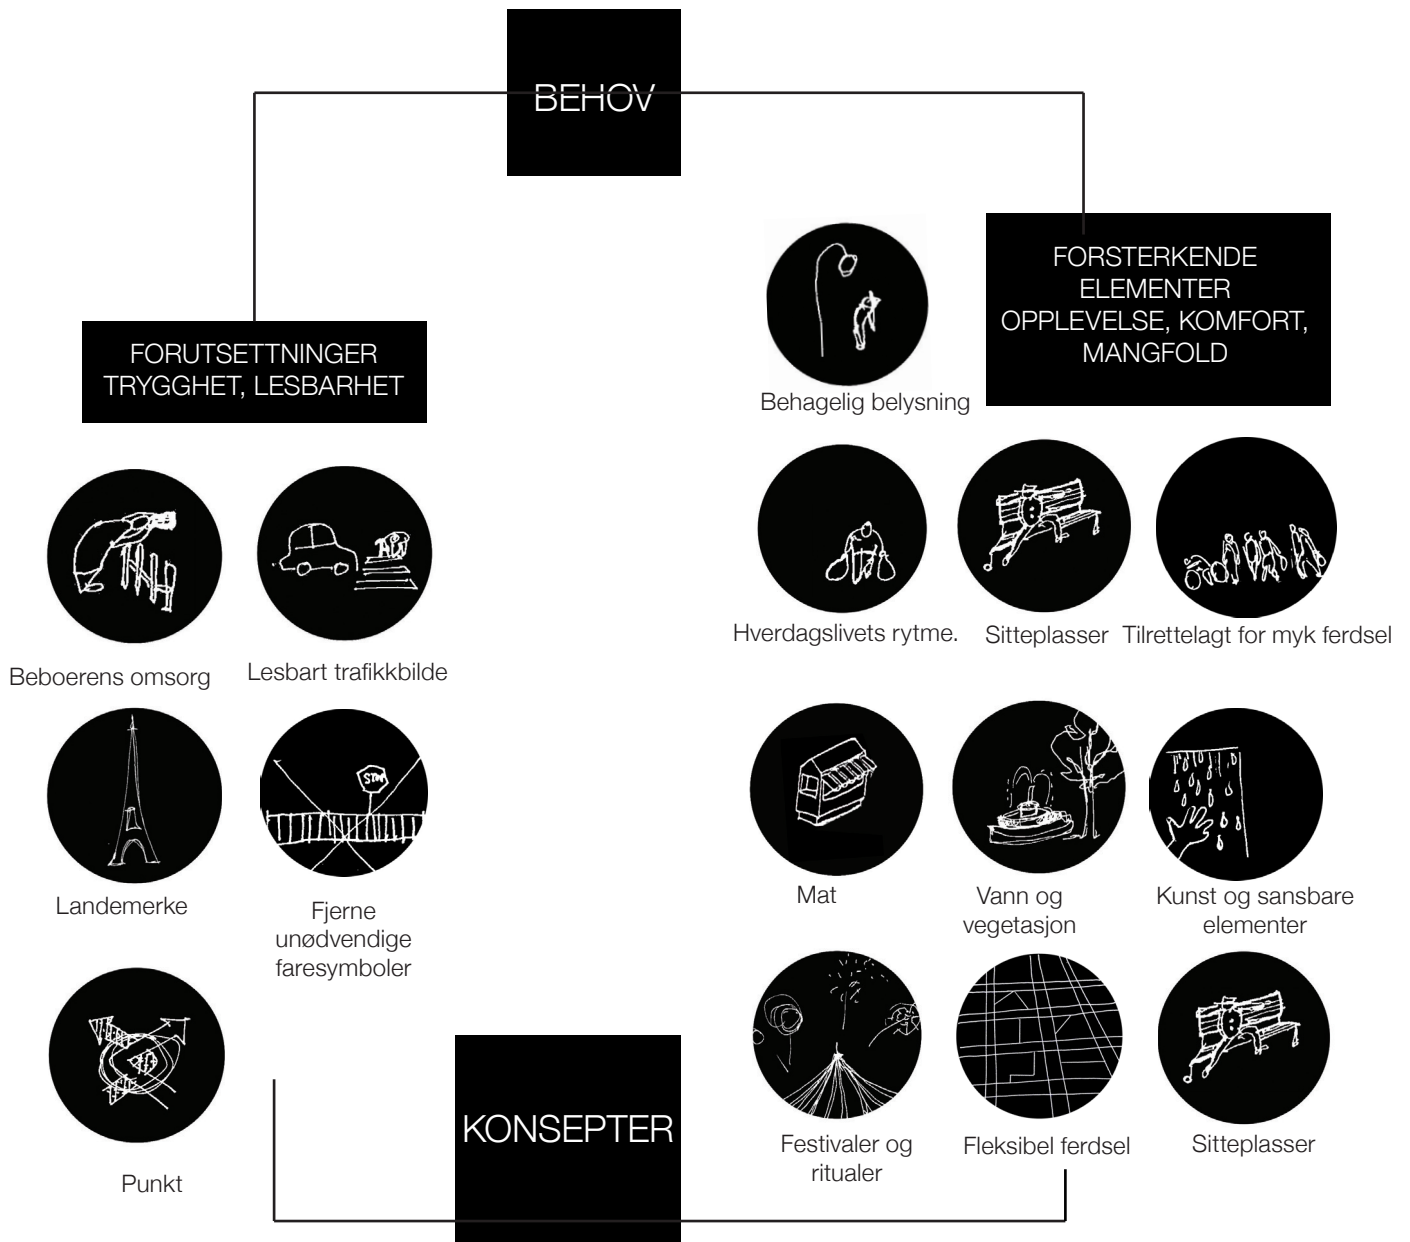 BEHOV
FORUTSETTNINGER
TRYGGHET, LESBARHET
Beboerens omsorg
Lesbart trafikkbilde
Landemerke
STOP
Fjerne
unødvendige
faresymboler
Punkt
FORSTERKENDE
ELEMENTER
OPPLEVELSE, KOMFORT,
MANGFOLD
Behagelig belysning
Hverdagslivets rytme.
Sitteplasser
Tilrettelagt for myk ferdsel
Mat
Vann og
vegetasjon
Kunst og sansbare
elementer
Festivaler og
ritualer
Fleksibel ferdsel
Sitteplasser
KONSEPTER